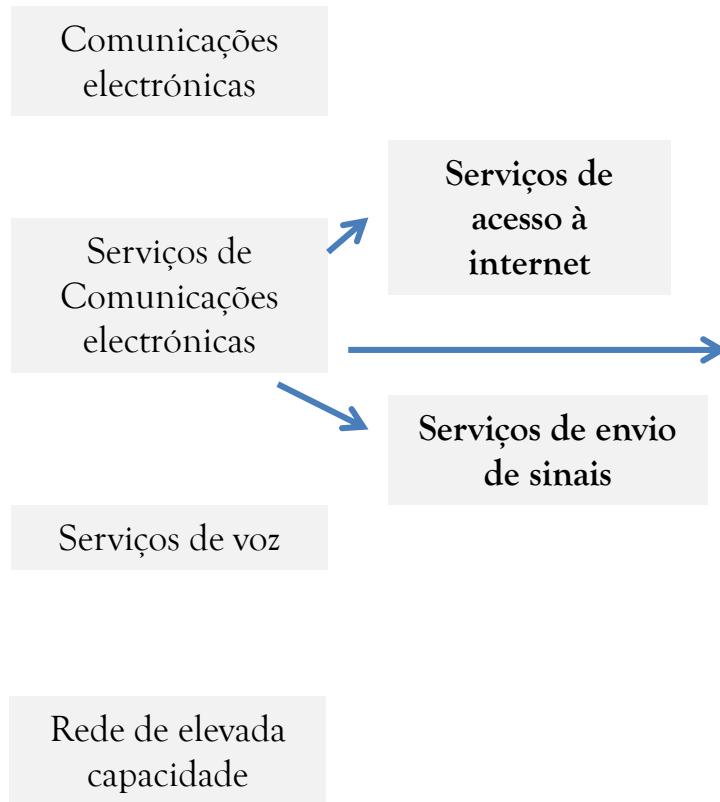 Comunicações
electrónicas
Serviços de
acesso à
internet
Serviços de
Comunicações
electrónicas
Serviços de envio
de sinais
Serviços de voz
Rede de elevada
capacidade